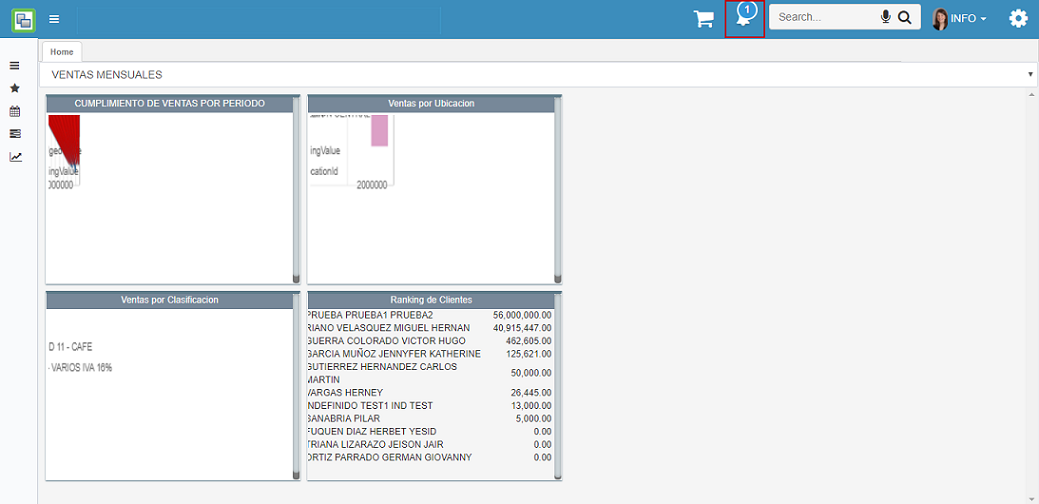 1
Search...
INFO
Home
VENTAS MENSUALES
CUMPLIMIENTO DE VENTAS POR PERIODO
ingValue
000000
Ventas por Ubicacion
CENTRAL
ingValue
cationId
2000000
Ventas por Clasificacion
D 11 - CAFE
- VARIOS IVA 16%
Ranking de Clientes
PRUEBA PRUEBA1 PRUEBA2 56,000,000.00
RIANO VELASQUEZ MIGUEL HERNAN 40,915,447.00
GUERRA COLORADO VICTOR HUGO 462,605.00
GARCIA MUÑOZ JENNYFER KATHERINE 125,621.00
GUTIERREZ HERNANDEZ CARLOS
MARTIN 50,000.00
VARGAS HERNEY 26,445.00
INDEFINIDO TEST1 IND TEST 13,000.00
SANABRIA PILAR 5,000.00
FUQUEN DIAZ HERBET YESID 0.00
TRIANA LIZARAZO JEISON JAIR 0.00
ORTIZ PARRADO GERMAN GIOVANNY 0.00